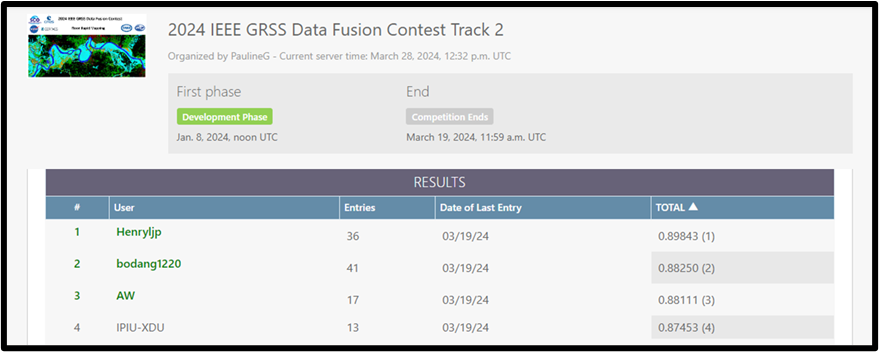 2024 IEEE GRSS Data Fusion Contest
Flood Rapid Mapping
2024 IEEE GRSS Data Fusion Contest Track 2
Organized by PaulineG - Current server time: March 28, 2024, 12:32 p.m. UTC
First phase End
Development Phase Competition Ends
Jan. 8, 2024, noon UTC March 19, 2024, 11:59 a.m. UTC
RESULTS
# User Entries Date of Last Entry TOTAL ▲
1 Henryljp 36 03/19/24 0.89843 (1)
2 bodang1220 41 03/19/24 0.88250 (2)
3 AW 17 03/19/24 0.88111 (3)
4 IPIU-XDU 13 03/19/24 0.87453 (4)